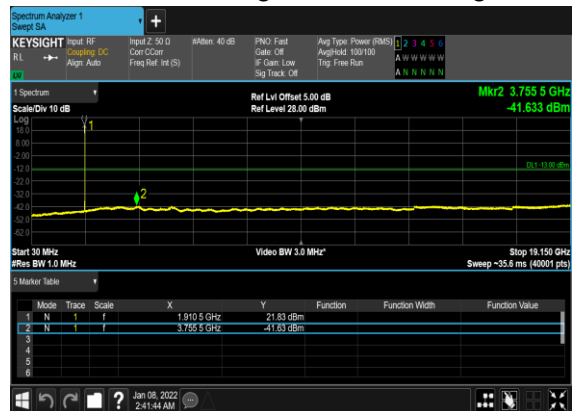 Spectrum Analyzer 1
Swept SA
+
KEYSIGHT Input: RF Input Z: 50 Ω #Atten: 40 dB PNO: Fast Avg Type: Power (RMS) 1 2 3 4 5 6
RL Coupling: DC Corr CCorr Gate: Off Avg|Hold: 100/100 A W W W W W
Align: Auto Freq Ref: Int (S) IF Gain: Low Trig: Free Run
Sig Track: Off A N N N N N
1 Spectrum Ref Lvl Offset 5.00 dB Mkr2 3.755 5 GHz
Scale/Div 10 dB Ref Level 28.00 dBm -41.633 dBm
Log
18.0 1
8.00
-2.00
-12.0 DL1 -13.00 dBm
-22.0
-32.0 2
-42.0
-52.0
-62.0
Start 30 MHz Video BW 3.0 MHz* Stop 19.150 GHz
#Res BW 1.0 MHz Sweep ~35.6 ms (40001 pts)
5 Marker Table
Mode Trace Scale X Y Function Function Width Function Value
1 N 1 f 1.910 5 GHz 21.83 dBm
2 N 1 f 3.755 5 GHz -41.63 dBm
3
4
5
6
? Jan 08, 2022
2:41:44 AM